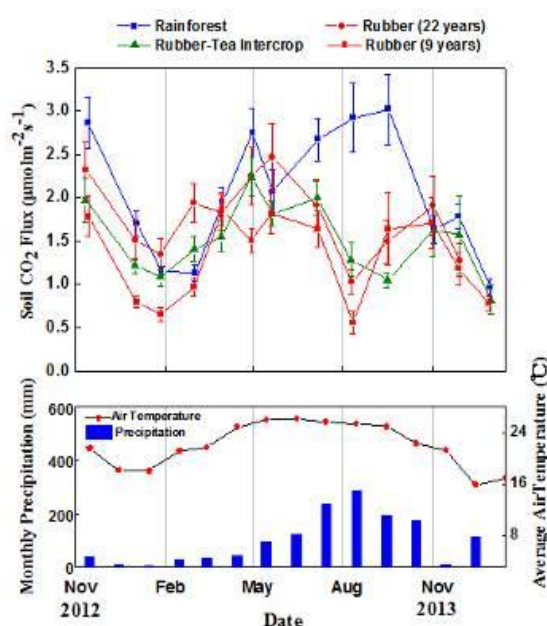 Rainforest Rubber (22 years)
Rubber-Tea Intercrop Rubber (9 years)
Soil CO₂ Flux (μmolm⁻²s⁻¹)
3.5
3.0
2.5
2.0
1.5
1.0
0.5
0.0
Monthly Precipitation (mm)
600
400
200
0
Air Temperature
Precipitation
Average AirTemperature (℃)
24
16
8
Nov Feb May Aug Nov
2012 Date 2013